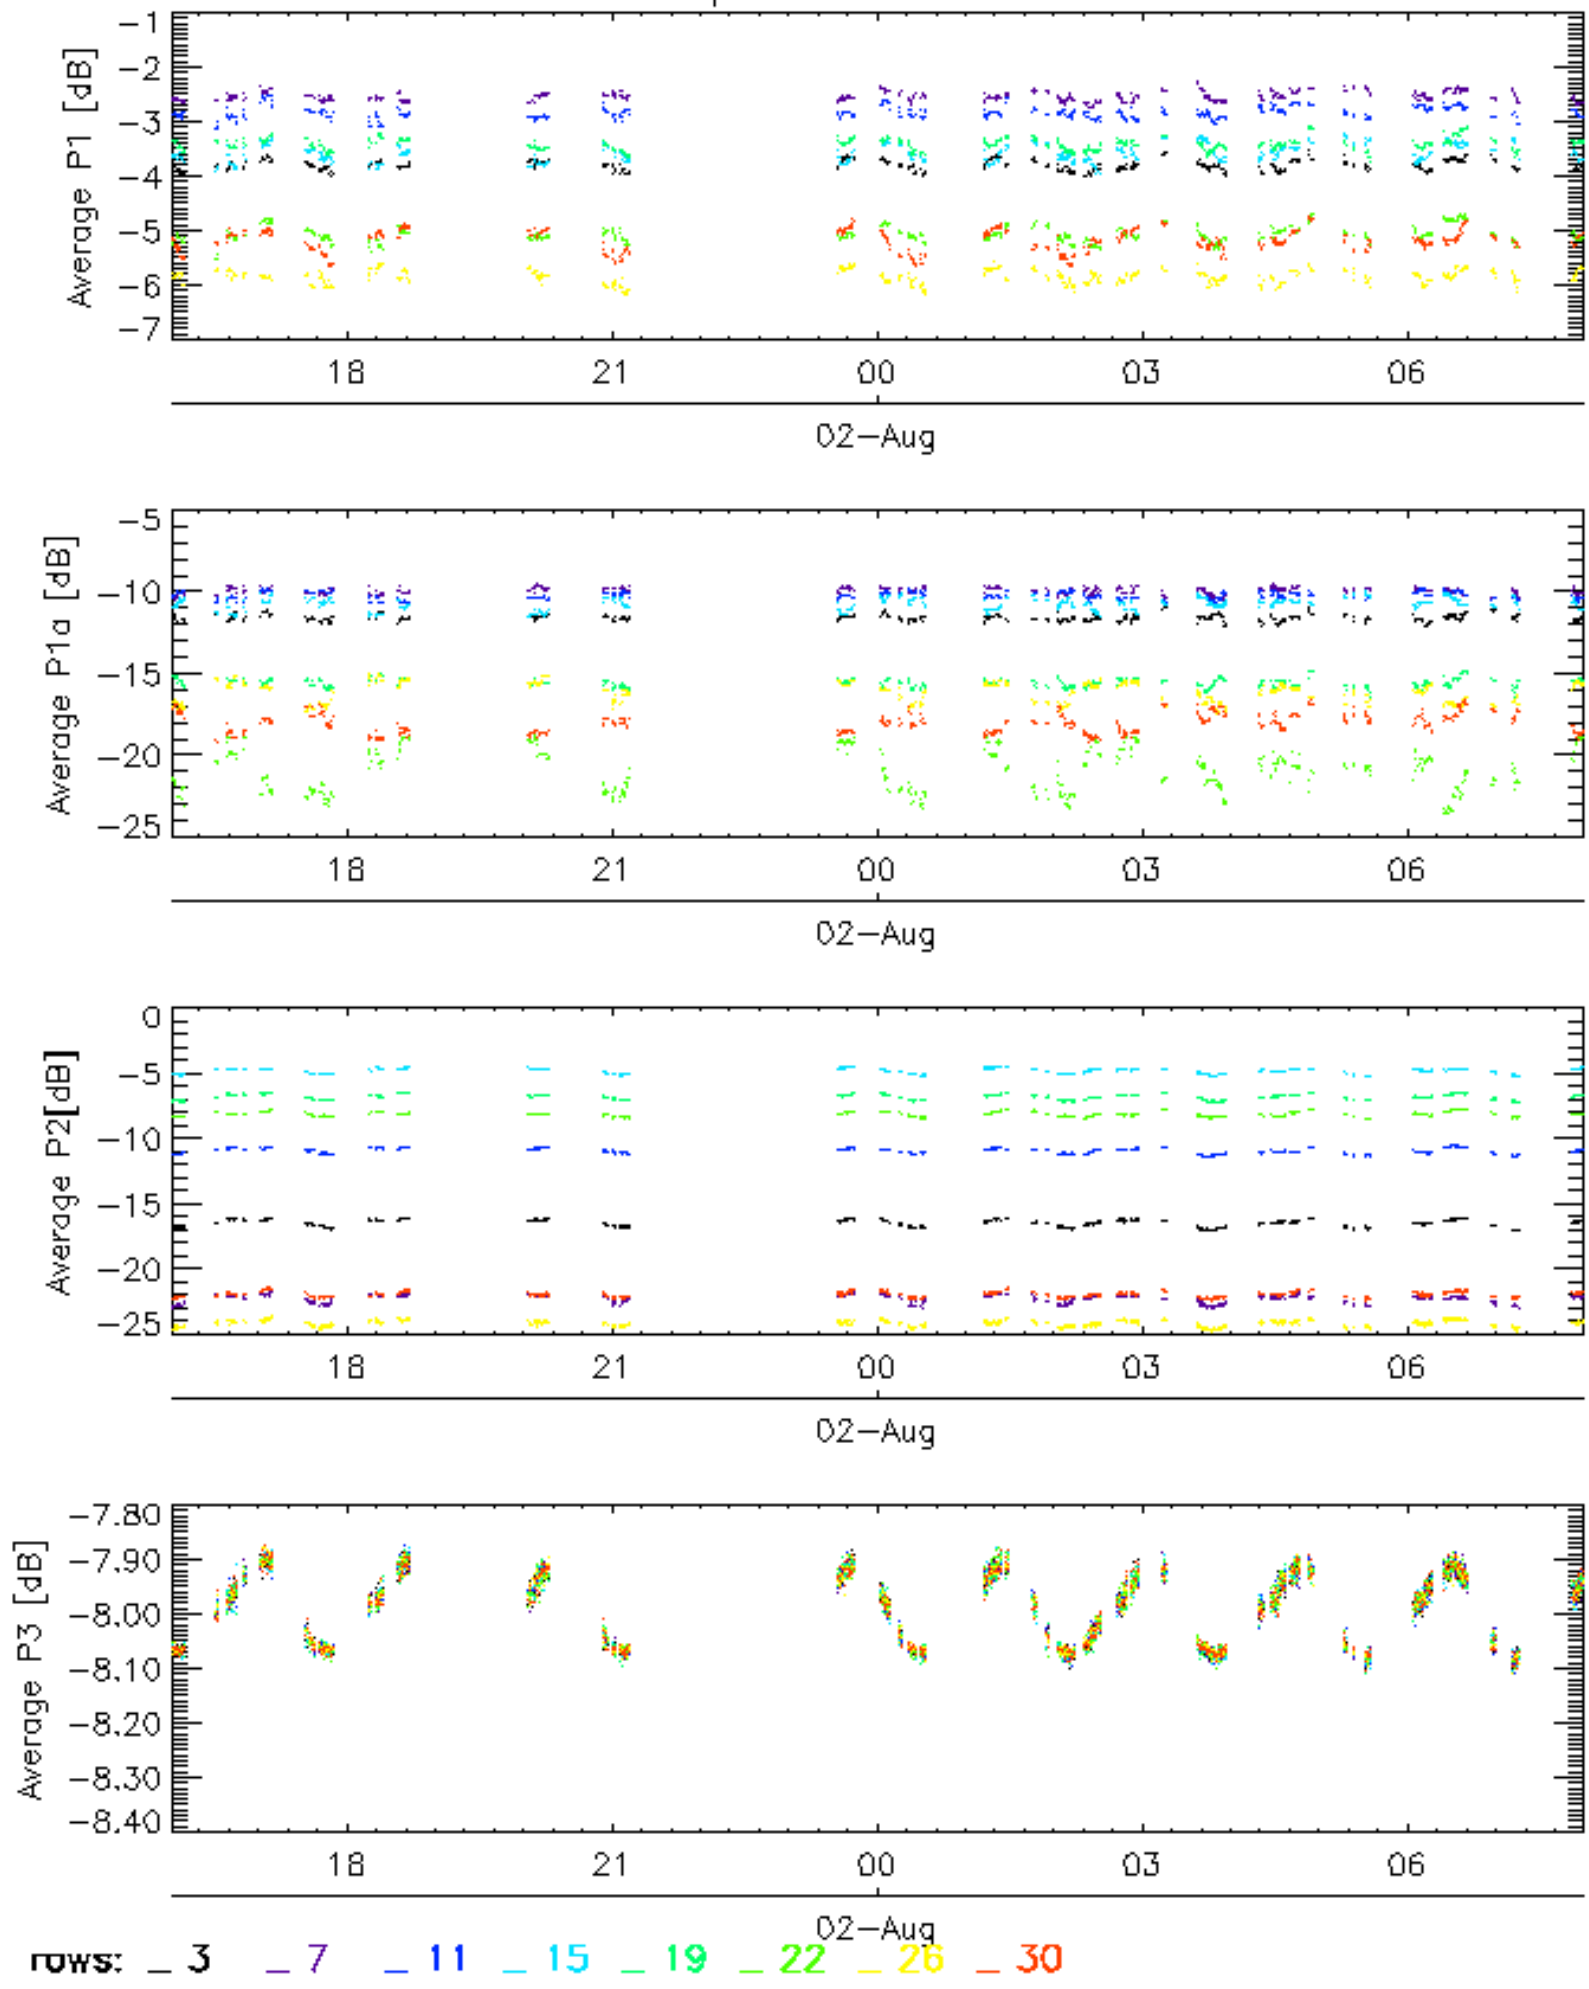 Average P1 [dB]
-1
-2
-3
-4
-5
-6
-7
18 21 00 03 06
02-Aug
Average P1a [dB]
-5
-10
-15
-20
-25
18 21 00 03 06
02-Aug
Average P2[dB]
0
-5
-10
-15
-20
-25
18 21 00 03 06
02-Aug
Average P3 [dB]
-7.80
-7.90
-8.00
-8.10
-8.20
-8.30
-8.40
18 21 00 03 06
02-Aug
rows: _ 3 _ 7 _ 11 _ 15 _ 19 _ 22 _ 26 _ 30